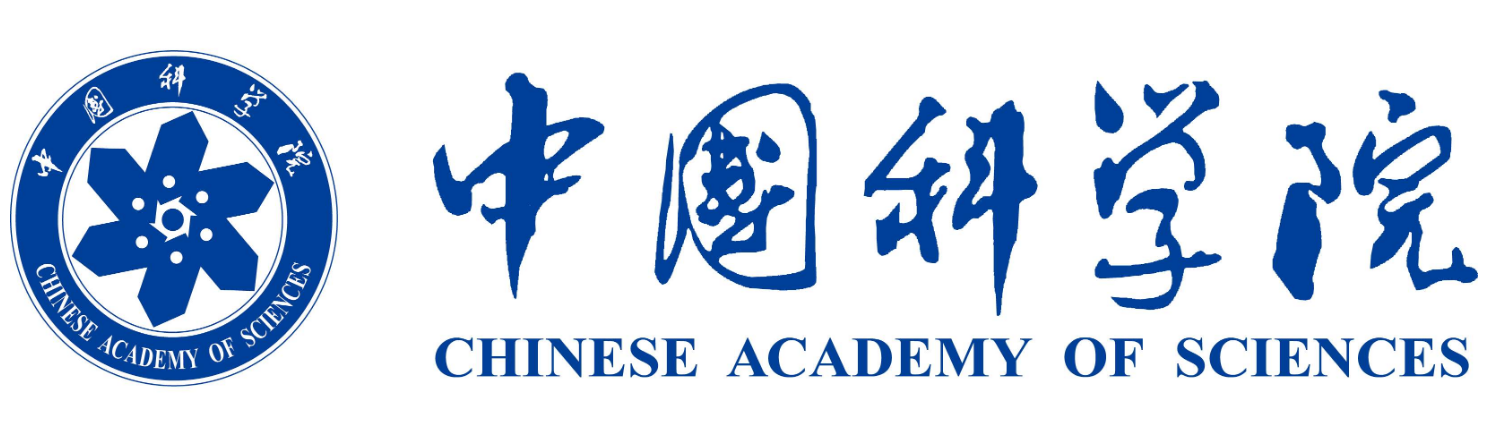 中國科学院
CHINESE ACADEMY OF SCIENCES
中國科学院
CHINESE ACADEMY OF SCIENCES